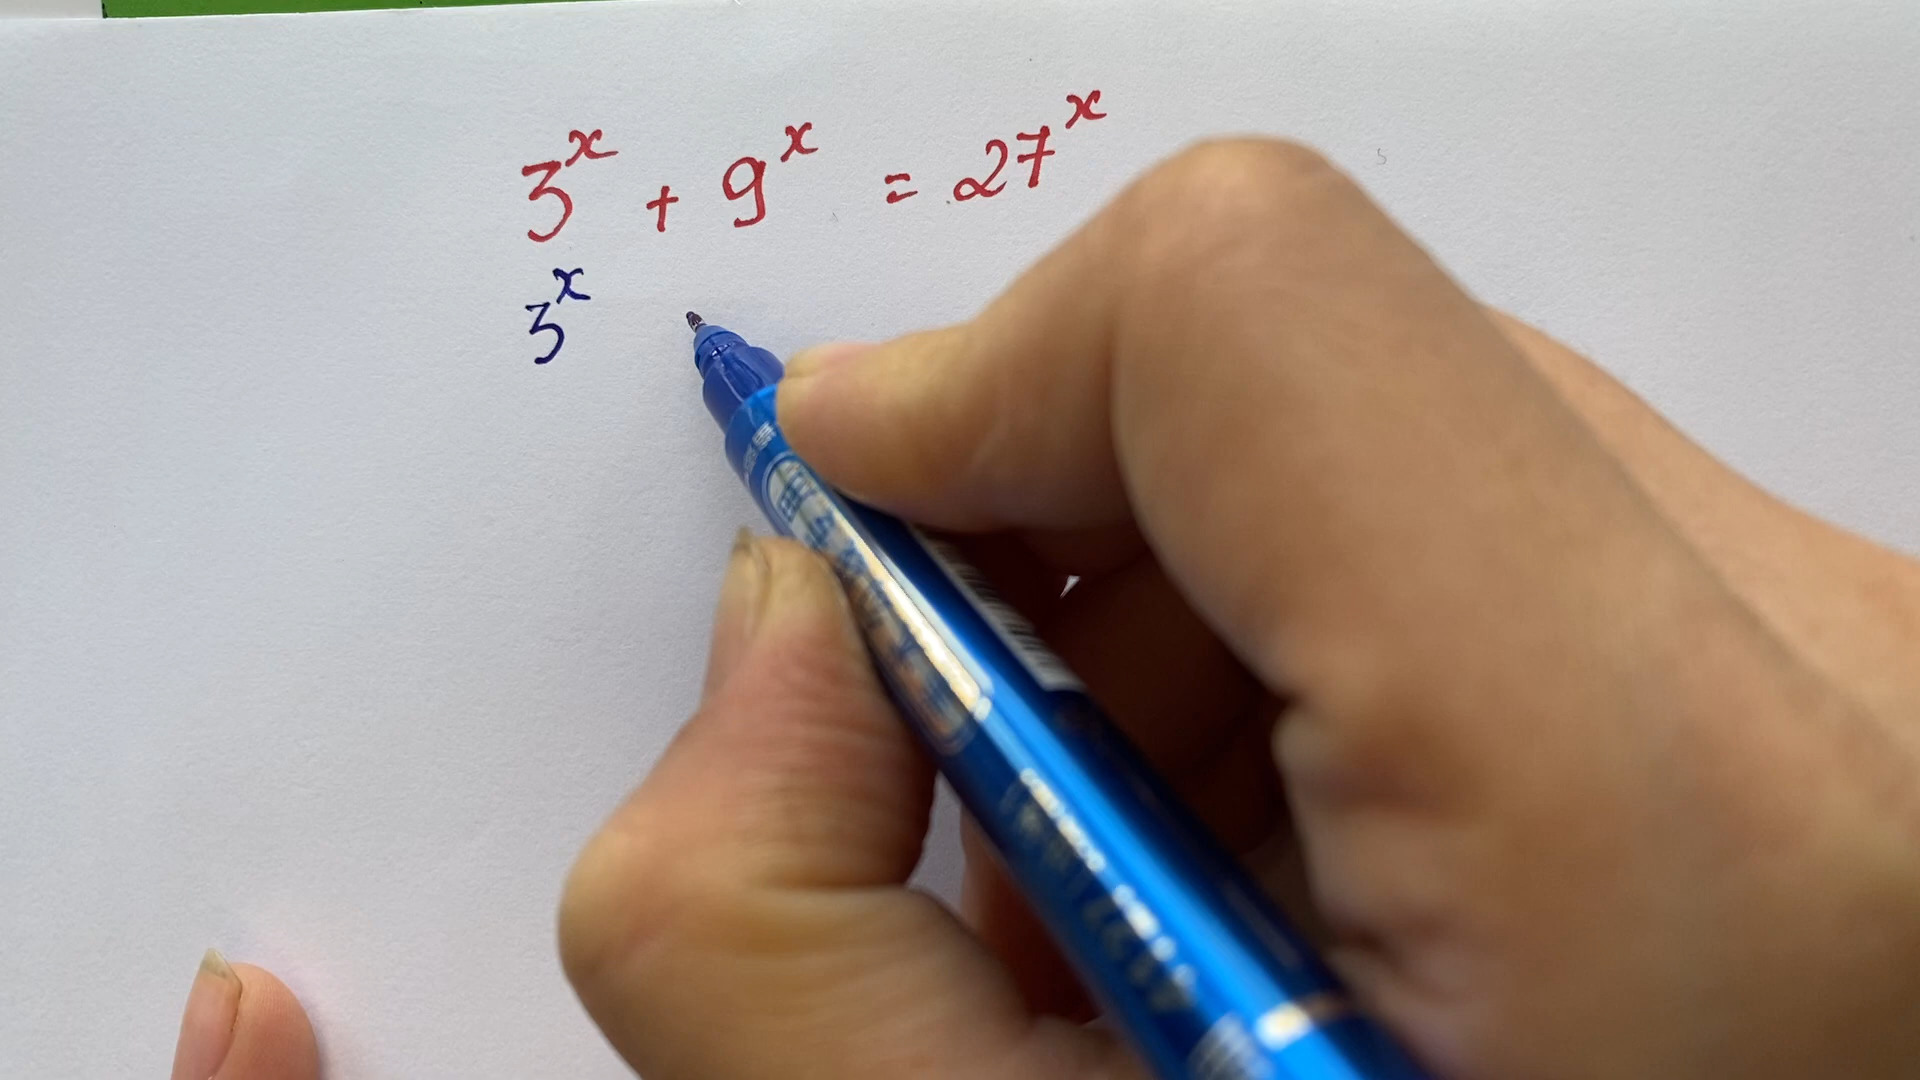 3^x + 9^x = 27^x
3^x